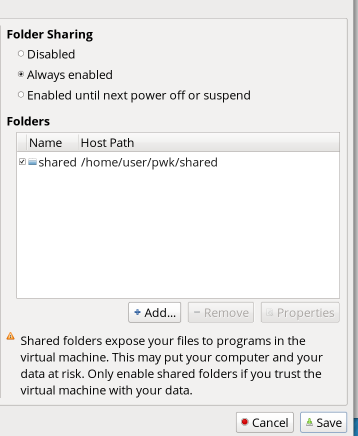 Folder Sharing
Disabled
Always enabled
Enabled until next power off or suspend
Folders
Name Host Path
shared /home/user/pwk/shared
Add... Remove Properties
Shared folders expose your files to programs in the
virtual machine. This may put your computer and your
data at risk. Only enable shared folders if you trust the
virtual machine with your data.
Cancel Save